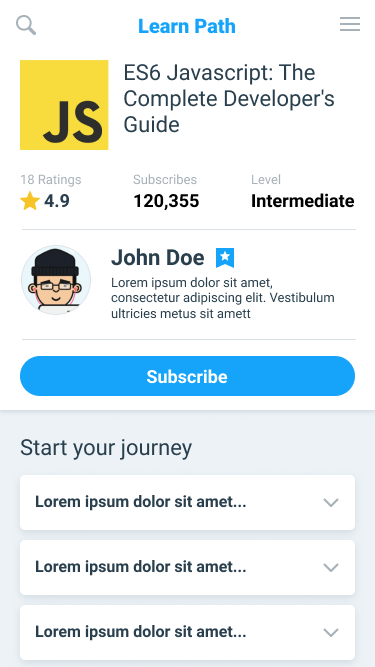 Learn Path
JS
ES6 Javascript: The
Complete Developer's
Guide
18 Ratings
4.9
Subscribes
120,355
Level
Intermediate
John Doe
Lorem ipsum dolor sit amet,
consectetur adipiscing elit. Vestibulum
ultricies metus sit amett
Subscribe
Start your journey
Lorem ipsum dolor sit amet...
Lorem ipsum dolor sit amet...
Lorem ipsum dolor sit amet...